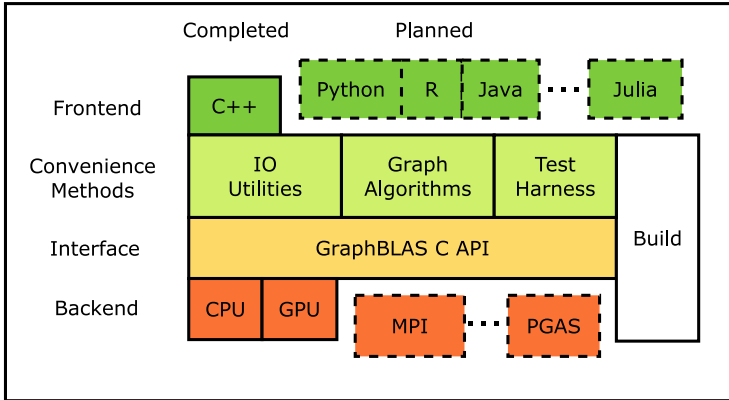 Completed
Planned
Frontend
C++
Python
R
Java
Julia
Convenience
Methods
IO
Utilities
Graph
Algorithms
Test
Harness
Build
Interface
GraphBLAS C API
Backend
CPU
GPU
MPI
PGAS